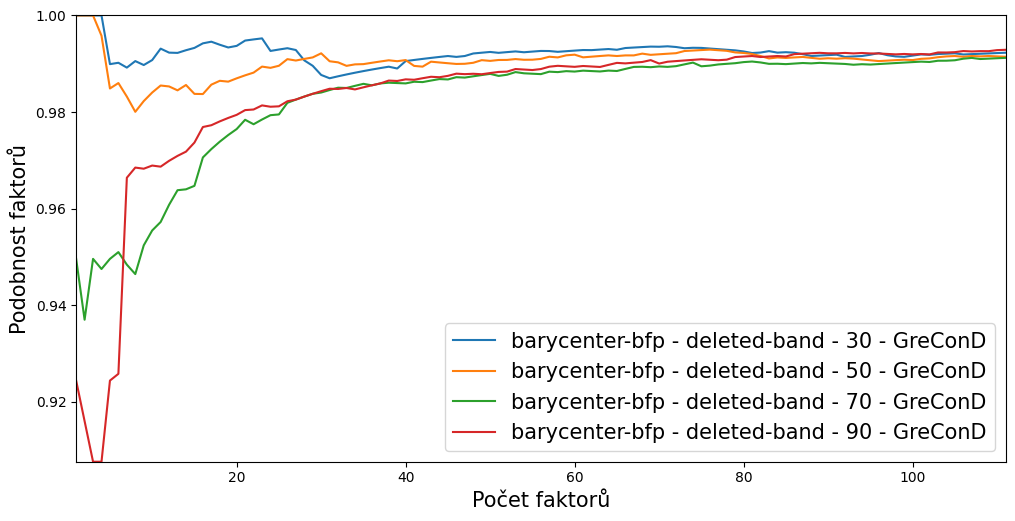 1.00
0.98
0.96
0.94
0.92
Podobnost faktorů
barycenter-bfp - deleted-band - 30 - GreConD
barycenter-bfp - deleted-band - 50 - GreConD
barycenter-bfp - deleted-band - 70 - GreConD
barycenter-bfp - deleted-band - 90 - GreConD
20 40 60 80 100
Počet faktorů